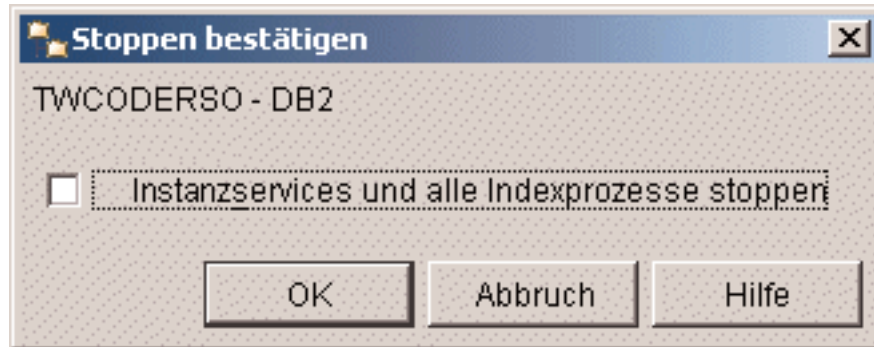 Stoppen bestätigen
TWCODERSO - DB2
Instanzservices und alle Indexprozesse stoppen
OK Abbruch Hilfe